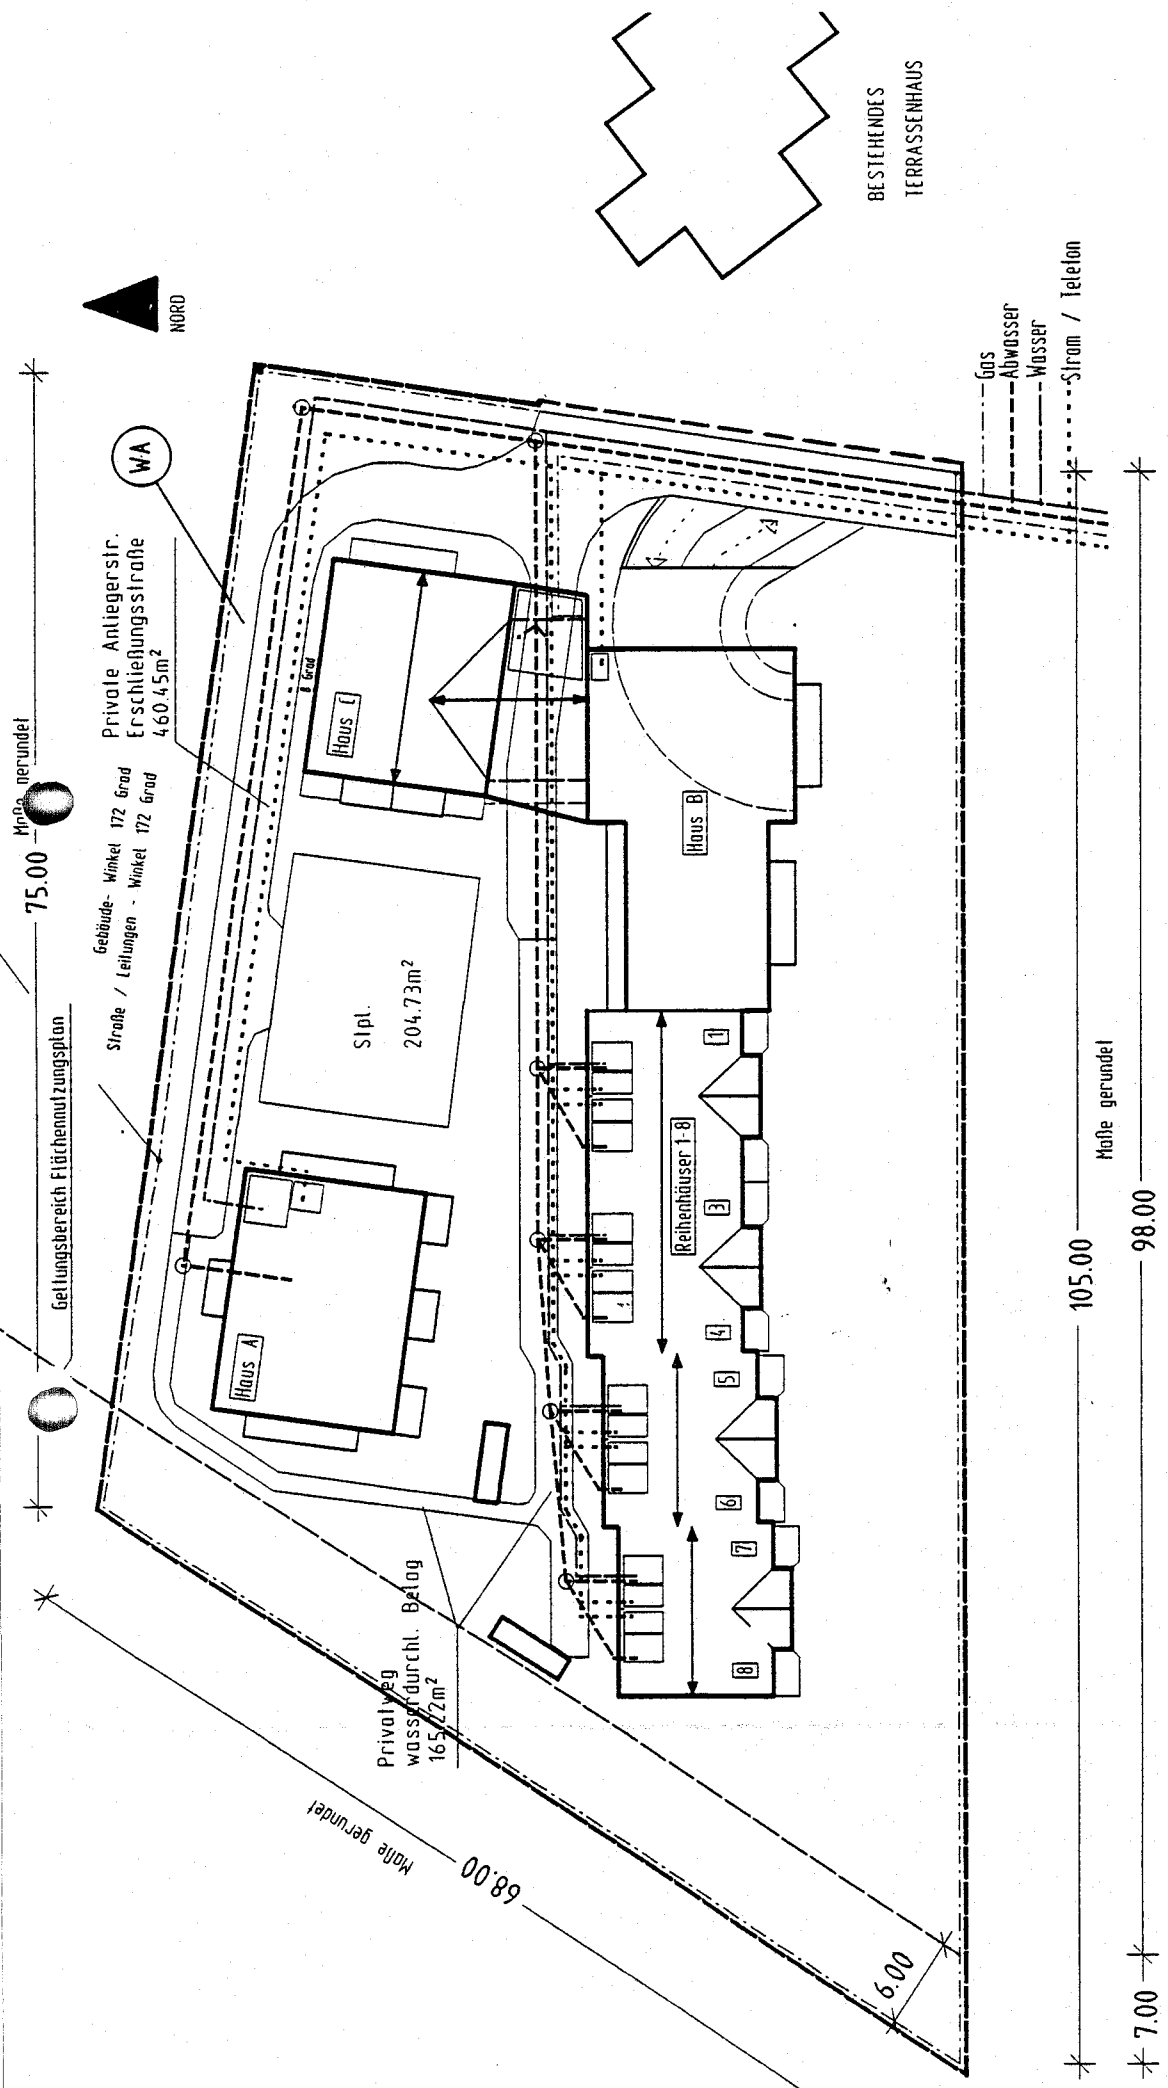 BESTEHENDES
TERRASSENHAUS
NORD
75.00
Maße gerundet
WA
Private Anliegerstr.
Erschließungsstraße
460.45m²
Gebäude- Winkel 172 Grad
Straße / Leitungen - Winkel 172 Grad
Geltungsbereich Flächennutzungsplan
8 Grad
Haus C
Haus B
Stpl.
204.73m²
Haus A
Reihenhäuser 1-8
1
3
4
5
6
7
8
Privatweg
wasserdurchl. Belag
165.22m²
Maße gerundet
68.00
6.00
Gas
Abwasser
Wasser
Strom / Telefon
105.00
Maße gerundet
98.00
7.00